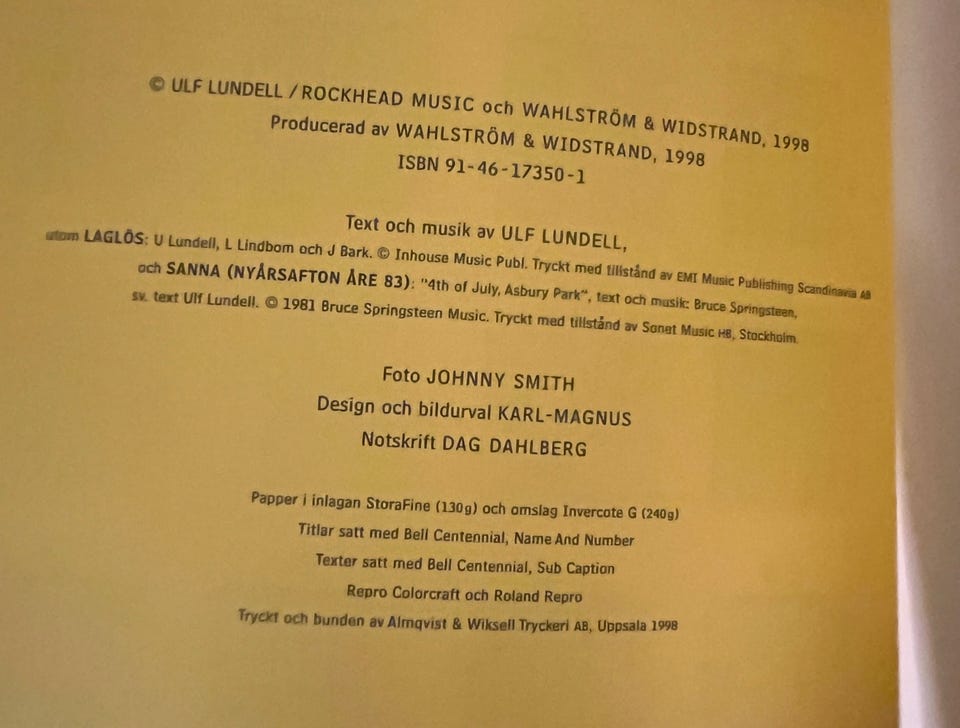 © ULF LUNDELL / ROCKHEAD MUSIC och WAHLSTRÖM & WIDSTRAND, 1998
Producerad av WAHLSTRÖM & WIDSTRAND, 1998
ISBN 91-46-17350-1
Text och musik av ULF LUNDELL,
utom LAGLÖS: U Lundell, L Lindbom och J Bark. © Inhouse Music Publ. Tryckt med tillstånd av EMI Music Publishing Scandinavia AB
och SANNA (NYÅRSAFTON ÅRE 83): "4th of July, Asbury Park", text och musik: Bruce Springsteen,
sv. text Ulf Lundell. © 1981 Bruce Springsteen Music. Tryckt med tillstånd av Sonet Music HB, Stockholm.
Foto JOHNNY SMITH
Design och bildurval KARL-MAGNUS
Notskrift DAG DAHLBERG
Papper i inlagan StoraFine (130g) och omslag Invercote G (240g)
Titlar satt med Bell Centennial, Name And Number
Texter satt med Bell Centennial, Sub Caption
Repro Colorcraft och Roland Repro
Tryckt och bunden av Almqvist & Wiksell Tryckeri AB, Uppsala 1998